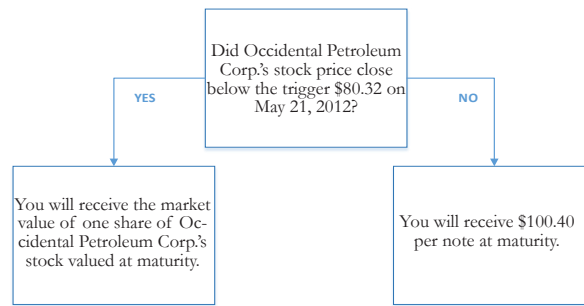 Did Occidental Petroleum
Corp.'s stock price close
below the trigger $80.32 on
May 21, 2012?
YES
NO
You will receive the market
value of one share of Oc-
cidental Petroleum Corp.'s
stock valued at maturity.
You will receive $100.40
per note at maturity.